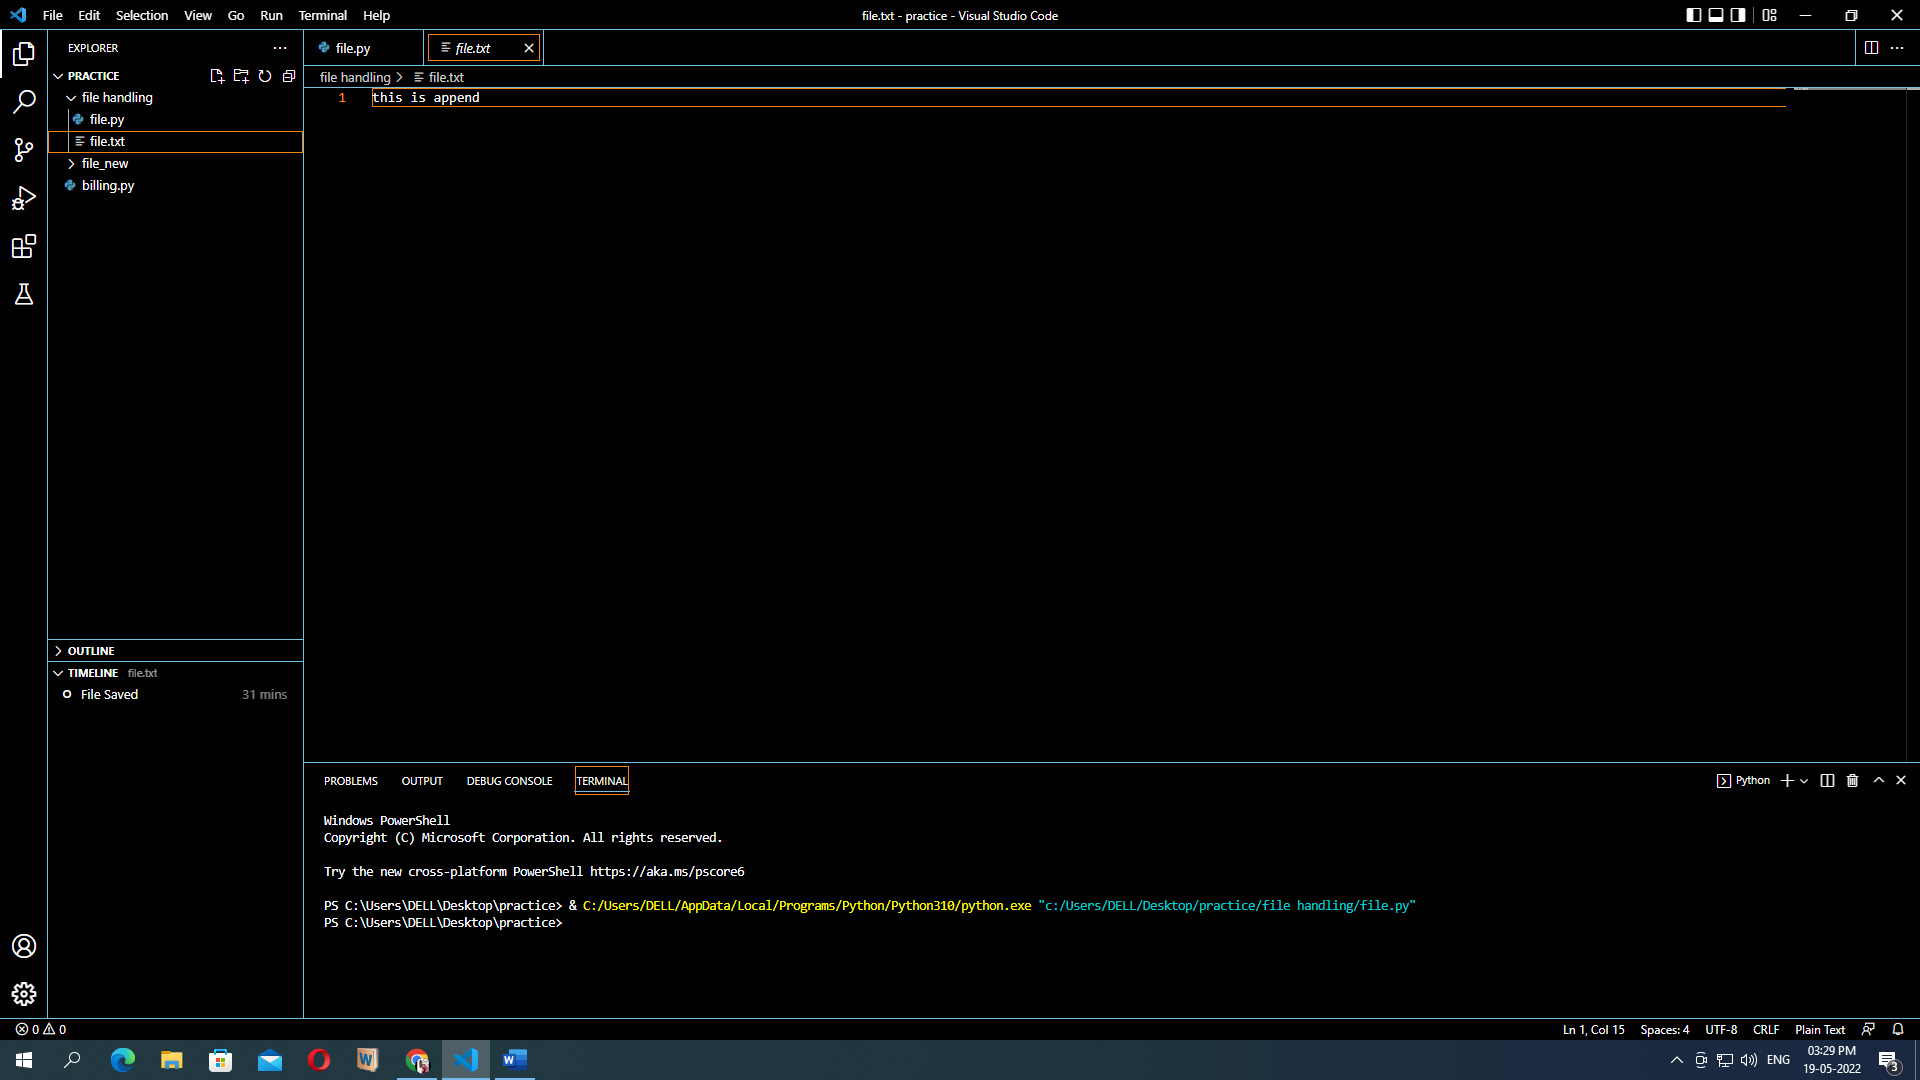 File Edit Selection View Go Run Terminal Help
file.txt - practice - Visual Studio Code
EXPLORER
PRACTICE
file handling
file.py
file.txt
file_new
billing.py
OUTLINE
TIMELINE file.txt
File Saved 31 mins
file.py
file.txt
file handling > file.txt
1 this is append
PROBLEMS OUTPUT DEBUG CONSOLE TERMINAL
Python
Windows PowerShell
Copyright (C) Microsoft Corporation. All rights reserved.
Try the new cross-platform PowerShell https://aka.ms/pscore6
PS C:\Users\DELL\Desktop\practice> & C:/Users/DELL/AppData/Local/Programs/Python/Python310/python.exe "c:/Users/DELL/Desktop/practice/file handling/file.py"
PS C:\Users\DELL\Desktop\practice>
0 0
Ln 1, Col 15 Spaces: 4 UTF-8 CRLF Plain Text
ENG
03:29 PM
19-05-2022
3